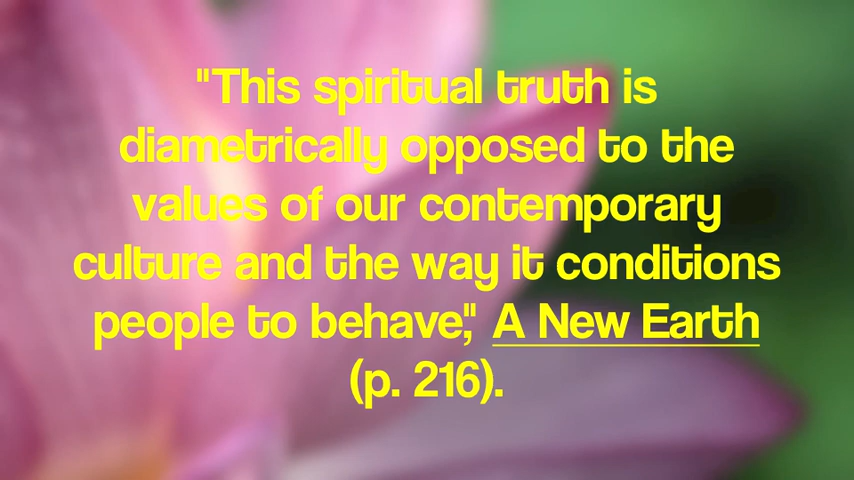 "This spiritual truth is
diametrically opposed to the
values of our contemporary
culture and the way it conditions
people to behave," A New Earth
(p. 216).